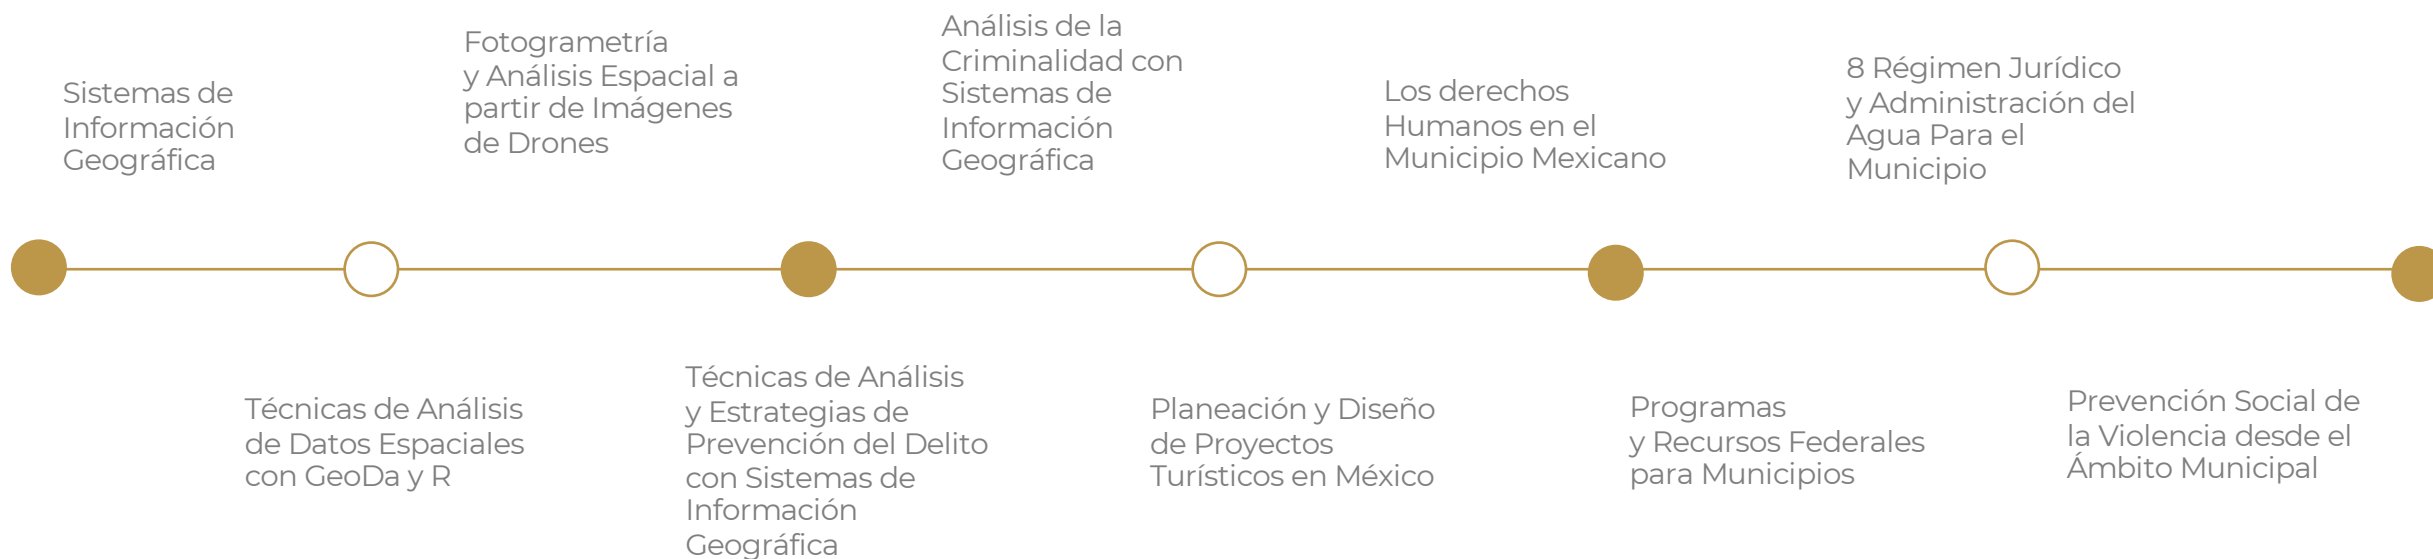 Sistemas de
Información
Geográfica
Técnicas de Análisis
de Datos Espaciales
con GeoDa y R
Fotogrametría
y Análisis Espacial a
partir de Imágenes
de Drones
Técnicas de Análisis
y Estrategias de
Prevención del Delito
con Sistemas de
Información
Geográfica
Análisis de la
Criminalidad con
Sistemas de
Información
Geográfica
Planeación y Diseño
de Proyectos
Turísticos en México
Los derechos
Humanos en el
Municipio Mexicano
Programas
y Recursos Federales
para Municipios
8 Régimen Jurídico
y Administración del
Agua Para el
Municipio
Prevención Social de
la Violencia desde el
Ámbito Municipal